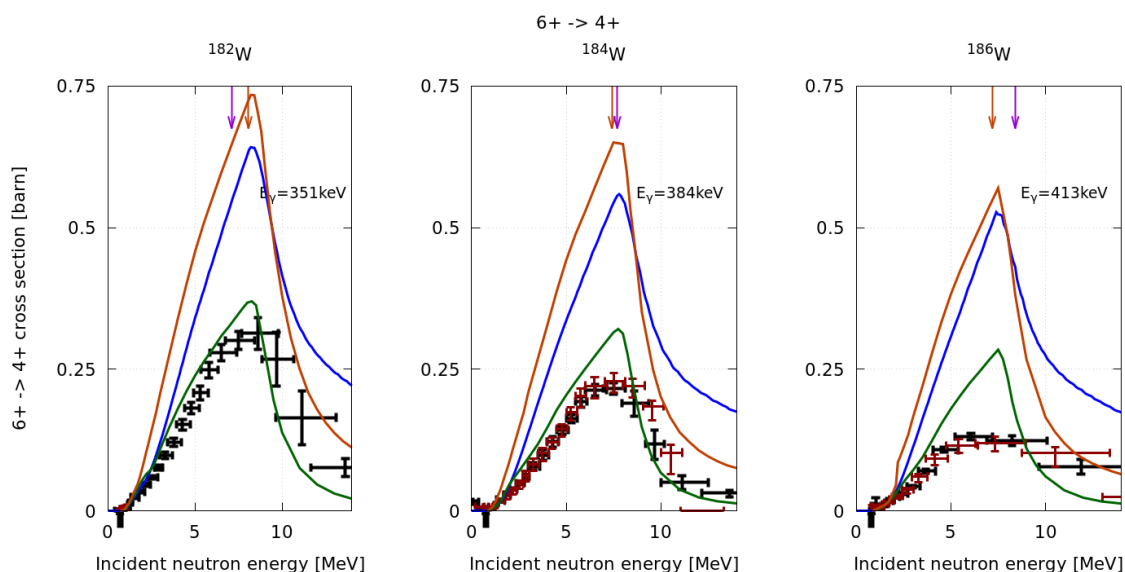 6+ -> 4+
¹⁸²W
¹⁸⁴W
¹⁸⁶W
6+ -> 4+ cross section [barn]
0.75
0.5
0.25
0
0
5
10
Eγ=351keV
Incident neutron energy [MeV]
0.75
0.5
0.25
0
0
5
10
Eγ=384keV
Incident neutron energy [MeV]
0.75
0.5
0.25
0
0
5
10
Eγ=413keV
Incident neutron energy [MeV]